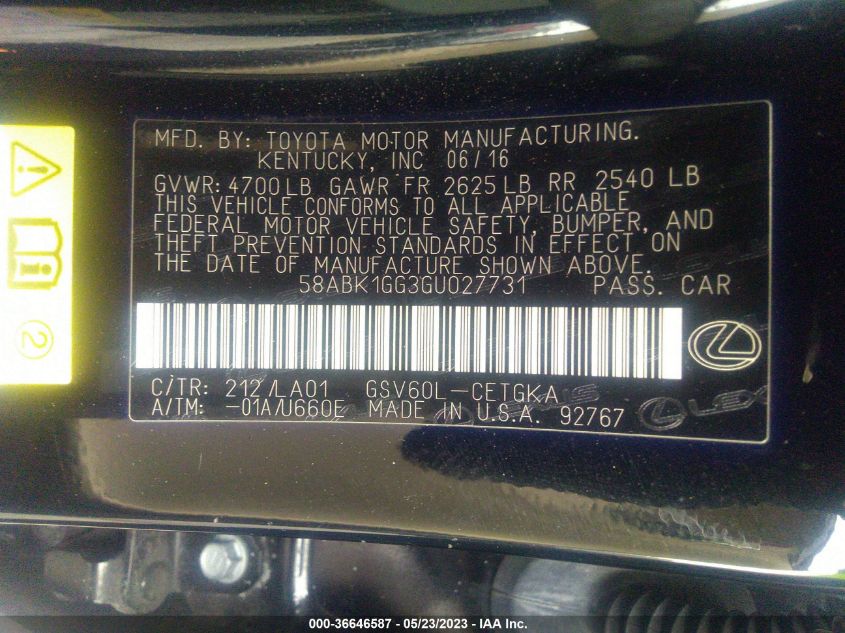 MFD. BY: TOYOTA MOTOR MANUFACTURING.
KENTUCKY, INC 06/16
GVWR: 4700LB GAWR FR 2625LB RR 2540 LB
THIS VEHICLE CONFORMS TO ALL APPLICABLE
FEDERAL MOTOR VEHICLE SAFETY, BUMPER, AND
THEFT PREVENTION STANDARDS IN EFFECT ON
THE DATE OF MANUFACTURE SHOWN ABOVE.
58ABK1GG3GU027731 PASS. CAR
C/TR: 212/LA01 GSV60L-CETGKA
A/TM: -01A/U660E MADE IN U.S.A. 92767
LEXUS
2
000-36646587 - 05/23/2023 - IAA Inc.